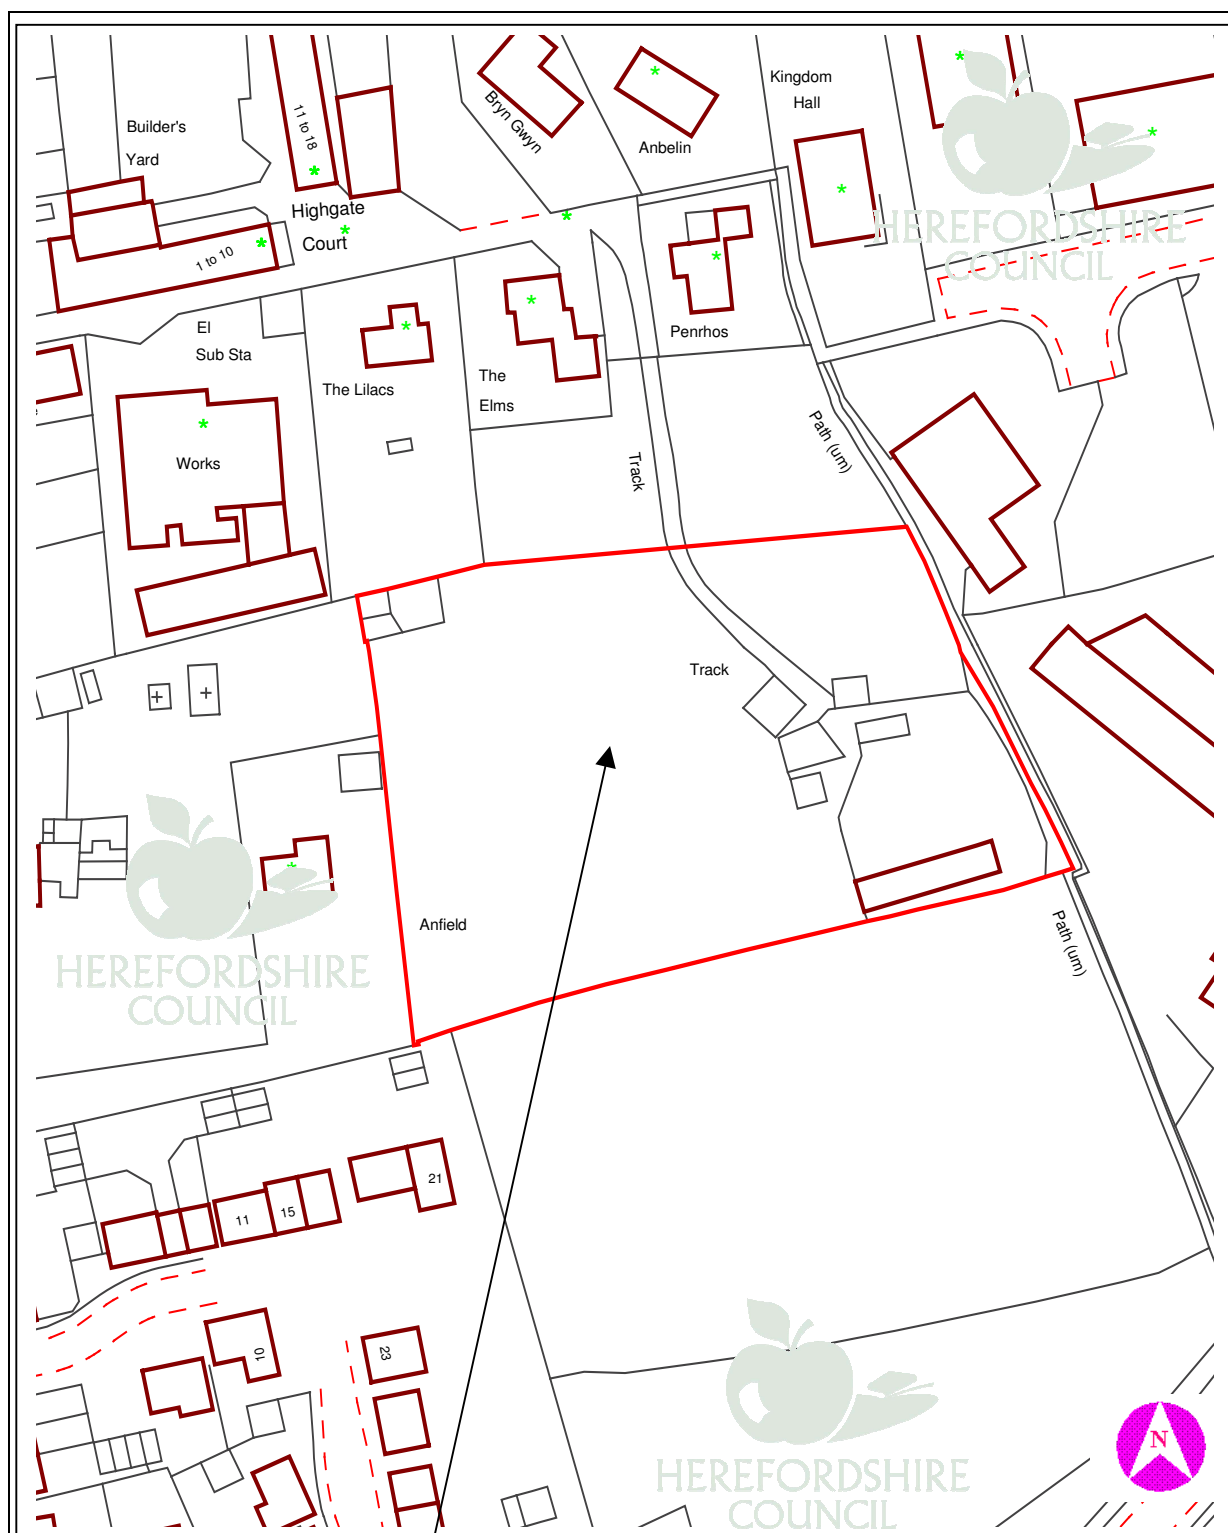 Kingdom
Hall
Bryn Gwyn
11 to 18
Builder's
Yard
Anbelin
Highgate
Court
1 to 10
HEREFORDSHIRE
COUNCIL
El
Sub Sta
Penrhos
The Lilacs
The
Elms
Path (um)
Track
Works
Track
Anfield
Path (um)
HEREFORDSHIRE
COUNCIL
21
15
11
23
10
N
HEREFORDSHIRE
COUNCIL